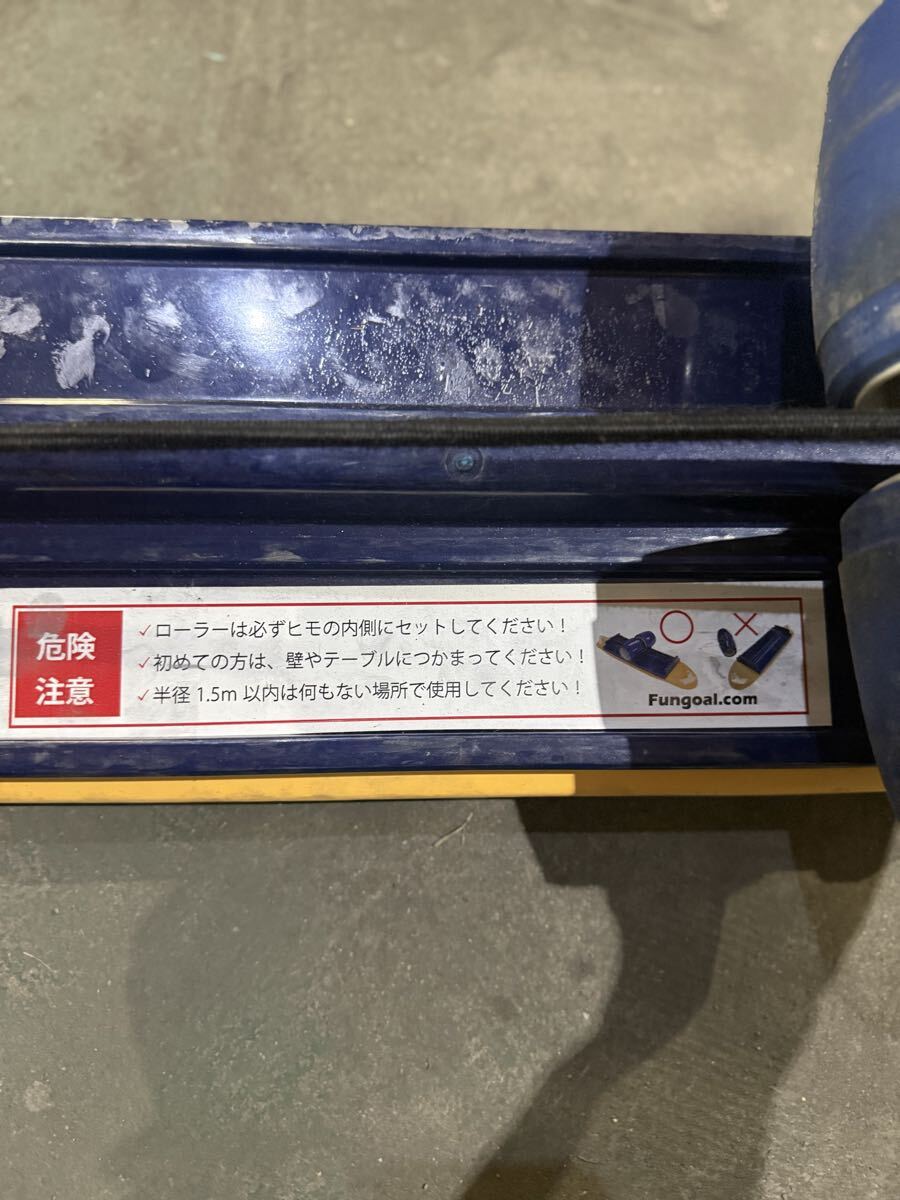 危険
注意
✓ローラーは必ずヒモの内側にセットしてください！
✓初めての方は、壁やテーブルにつかまってください！
✓半径 1.5m 以内は何もない場所で使用してください！
○ ×
Fungoal.com